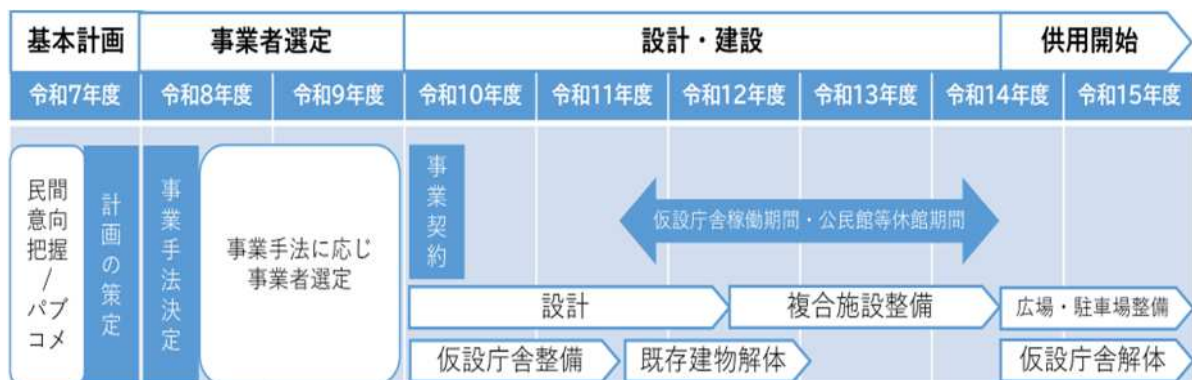 基本計画
事業者選定
設計・建設
供用開始
令和7年度
令和8年度
令和9年度
令和10年度
令和11年度
令和12年度
令和13年度
令和14年度
令和15年度
民間
意向
把握
/
パブ
コメ
計画の策定
事業手法決定
事業手法に応じ
事業者選定
事業契約
仮設庁舎稼働期間・公民館等休館期間
設計
複合施設整備
広場・駐車場整備
仮設庁舎整備
既存建物解体
仮設庁舎解体